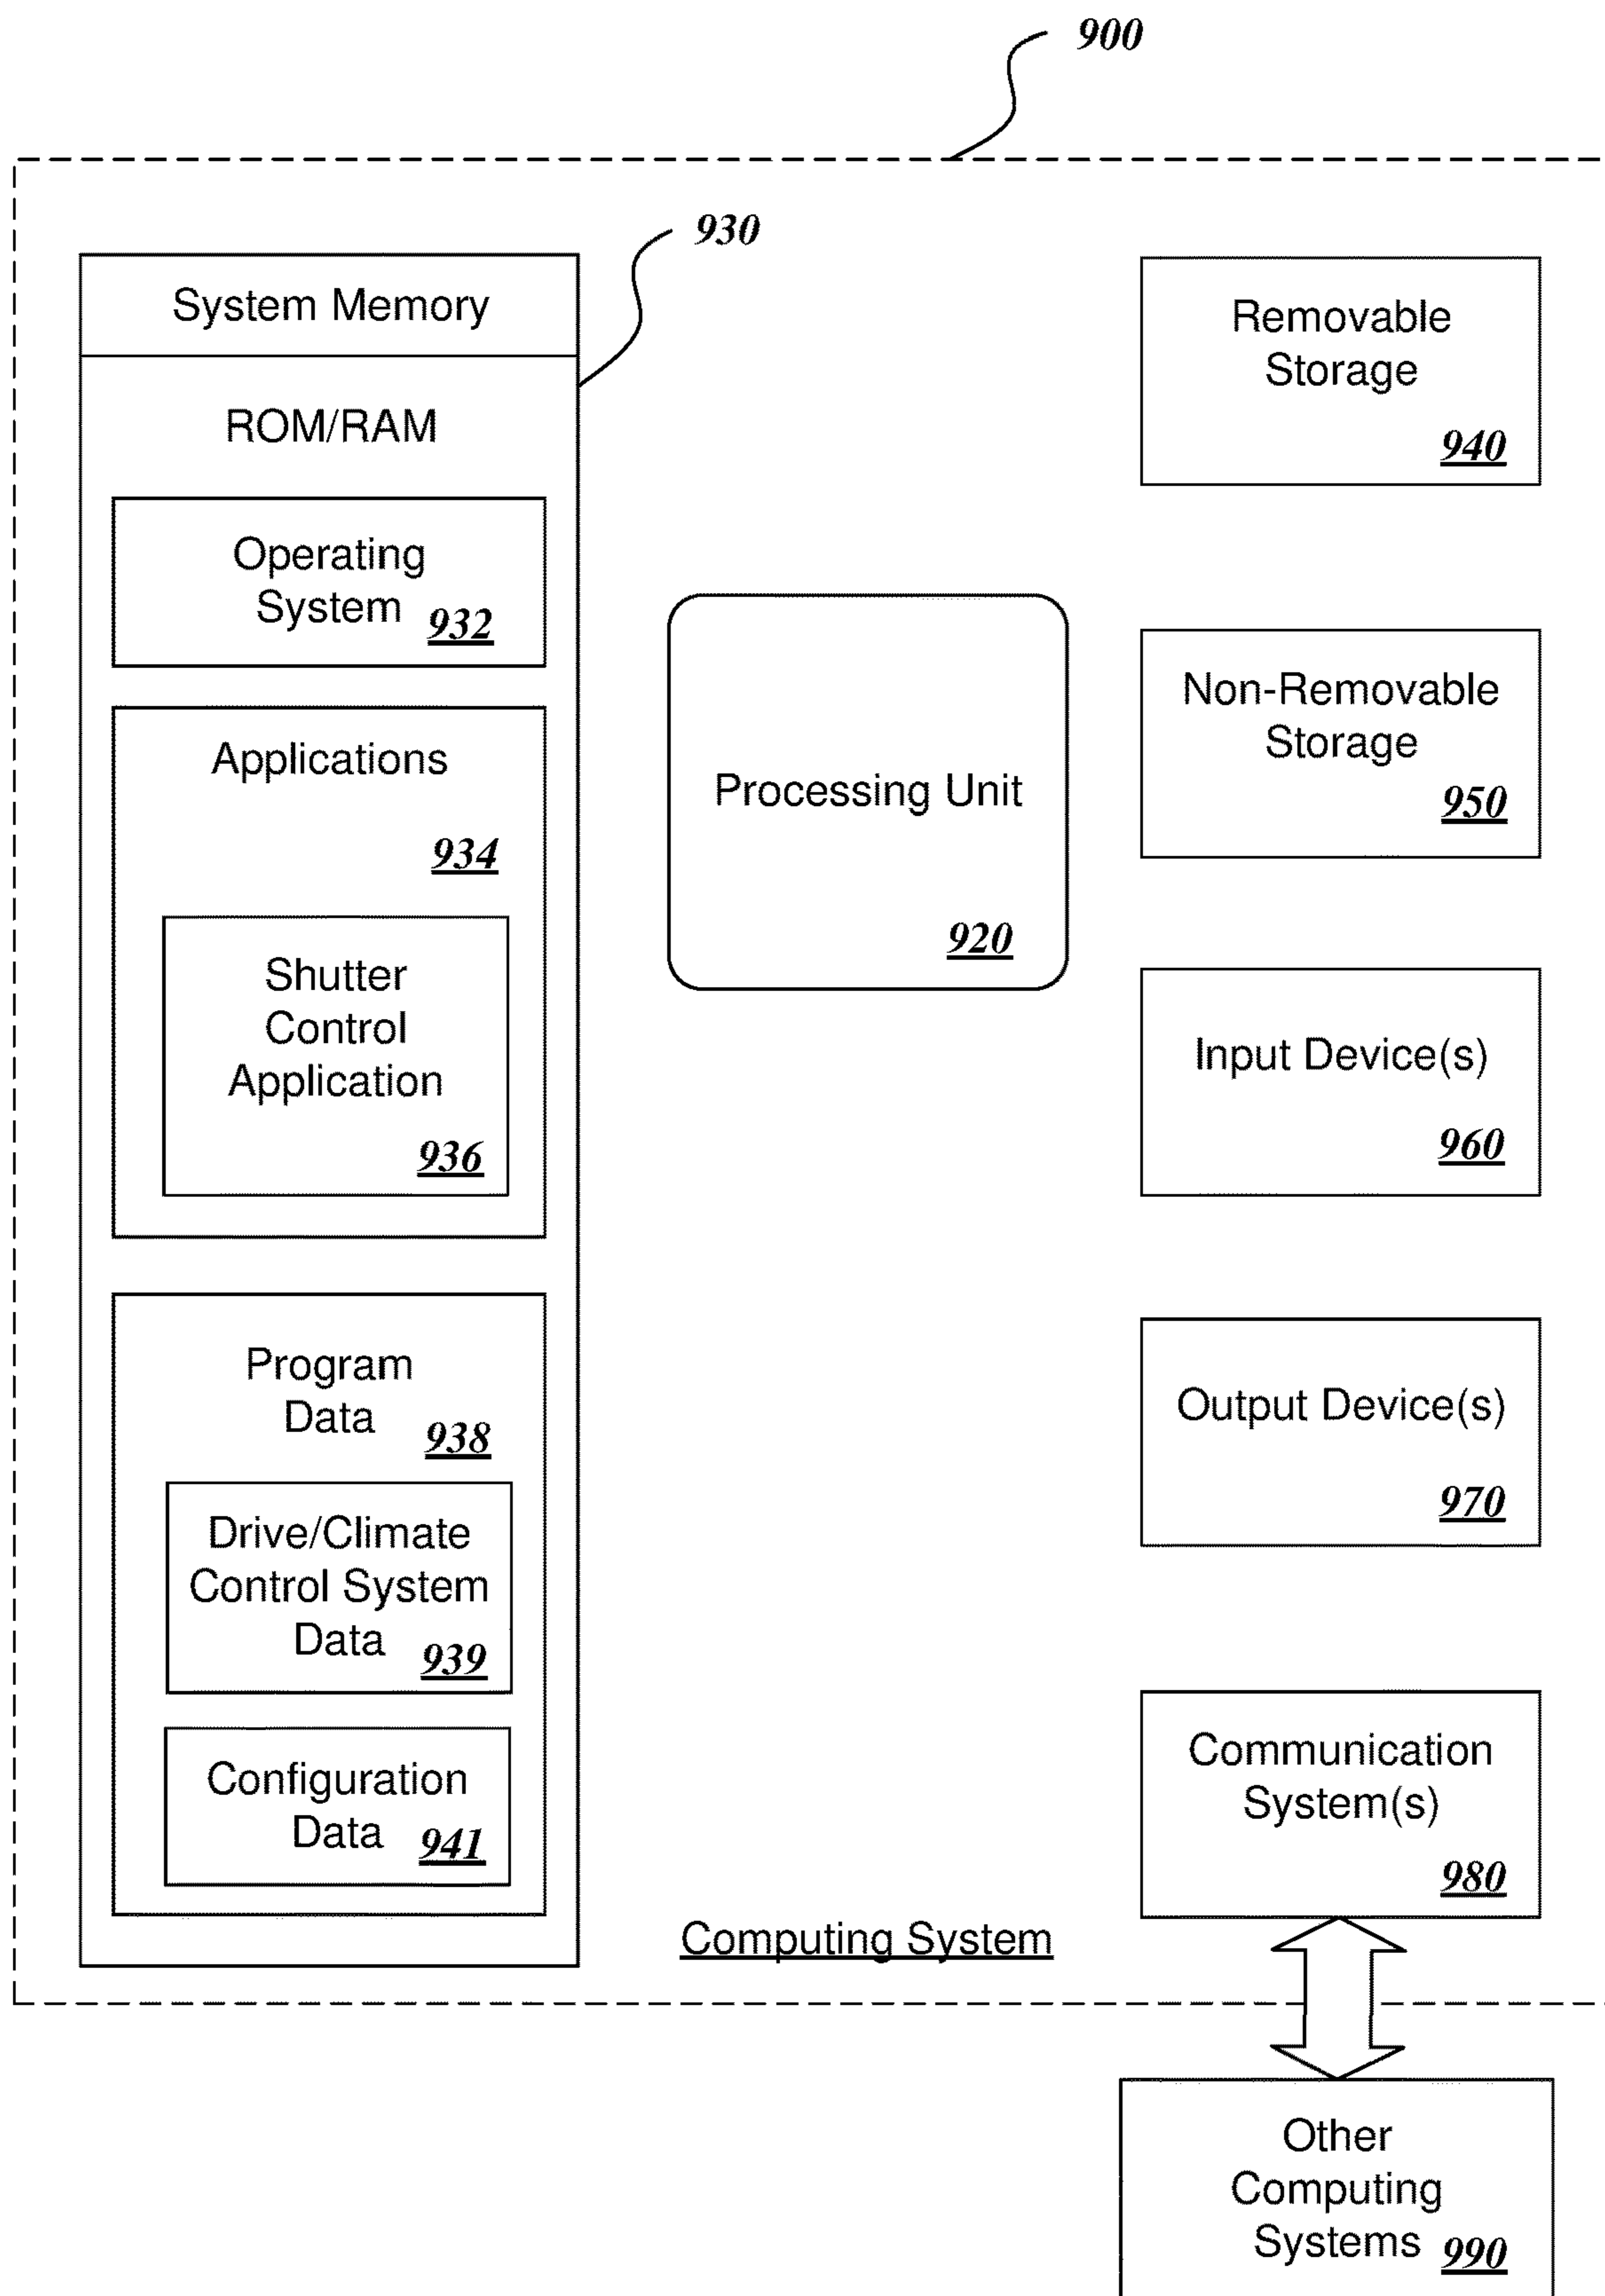 900
930
System Memory
ROM/RAM
Operating
System 932
Applications
934
Shutter
Control
Application
936
Program
Data 938
Drive/Climate
Control System
Data 939
Configuration
Data 941
Processing Unit
920
Computing System
Removable
Storage
940
Non-Removable
Storage
950
Input Device(s)
960
Output Device(s)
970
Communication
System(s)
980
Other
Computing
Systems 990